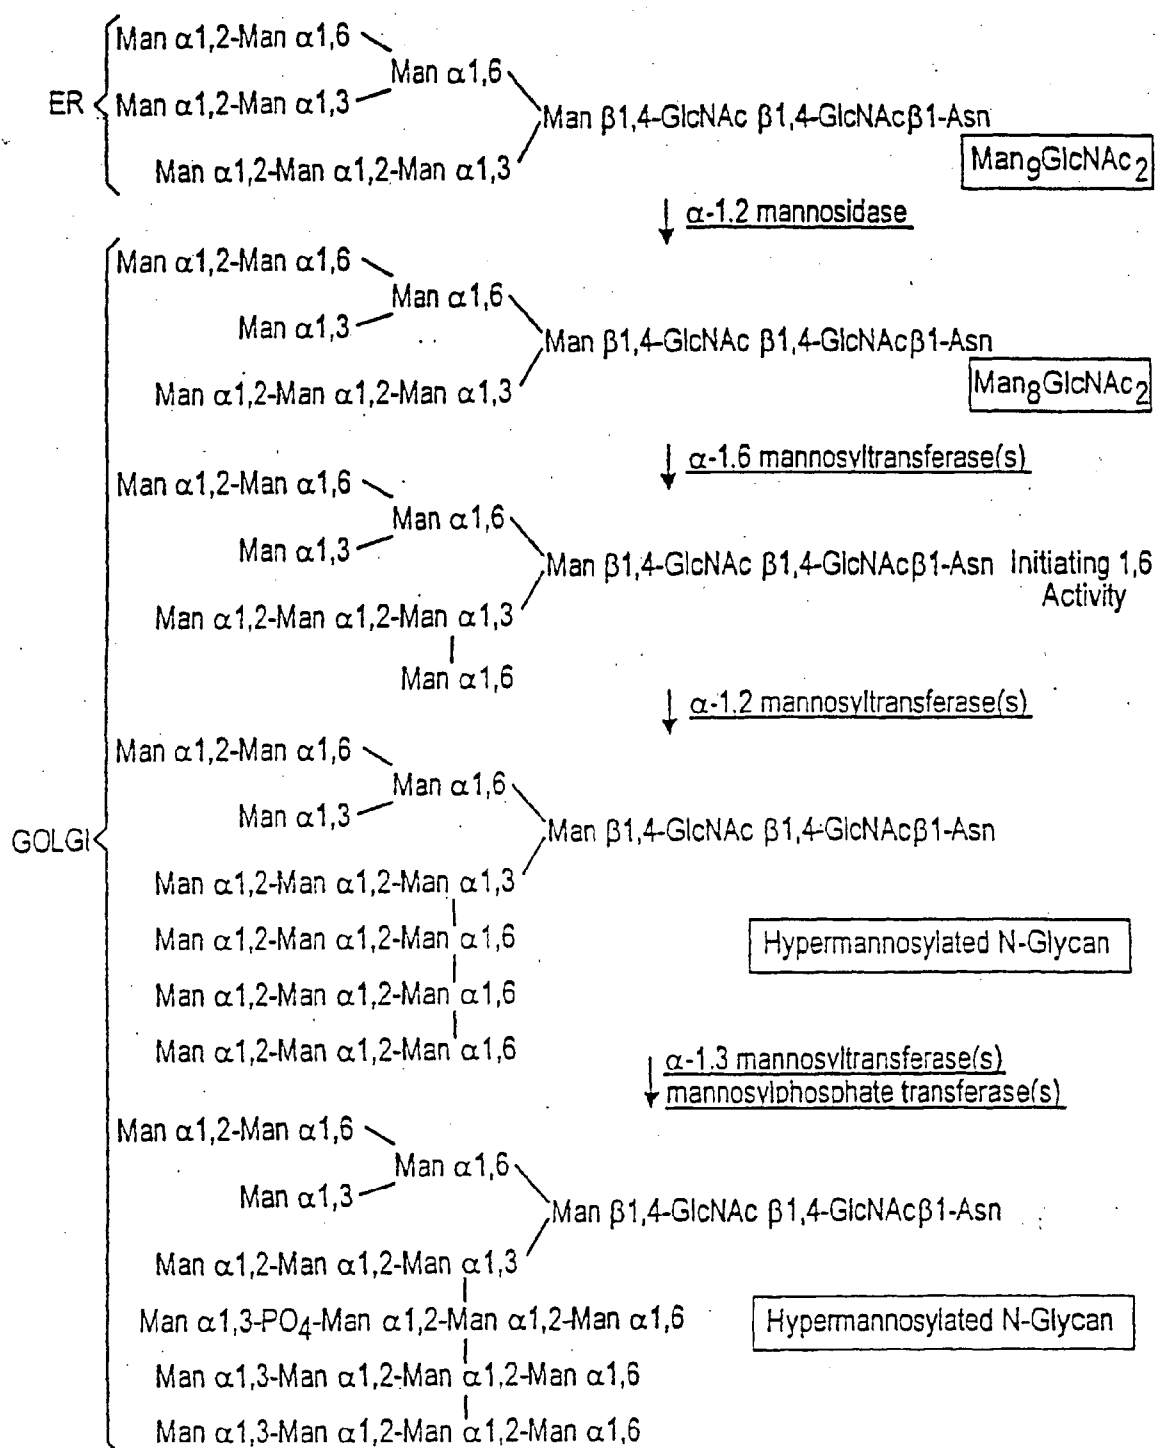 Man α1,2-Man α1,6
Man α1,6
ER
Man α1,2-Man α1,3
Man β1,4-GlcNAc β1,4-GlcNAcβ1-Asn
Man α1,2-Man α1,2-Man α1,3
Man9GlcNAc2
α-1.2 mannosidase
Man α1,2-Man α1,6
Man α1,6
Man α1,3
Man β1,4-GlcNAc β1,4-GlcNAcβ1-Asn
Man α1,2-Man α1,2-Man α1,3
Man8GlcNAc2
α-1.6 mannosyltransferase(s)
Man α1,2-Man α1,6
Man α1,6
Man α1,3
Man β1,4-GlcNAc β1,4-GlcNAcβ1-Asn Initiating 1,6
Activity
Man α1,2-Man α1,2-Man α1,3
Man α1,6
α-1.2 mannosyltransferase(s)
Man α1,2-Man α1,6
Man α1,6
Man α1,3
GOLGI
Man β1,4-GlcNAc β1,4-GlcNAcβ1-Asn
Man α1,2-Man α1,2-Man α1,3
Man α1,2-Man α1,2-Man α1,6
Hypermannosylated N-Glycan
Man α1,2-Man α1,2-Man α1,6
Man α1,2-Man α1,2-Man α1,6
α-1.3 mannosyltransferase(s)
mannosylphosphate transferase(s)
Man α1,2-Man α1,6
Man α1,6
Man α1,3
Man β1,4-GlcNAc β1,4-GlcNAcβ1-Asn
Man α1,2-Man α1,2-Man α1,3
Man α1,3-PO4-Man α1,2-Man α1,2-Man α1,6
Hypermannosylated N-Glycan
Man α1,3-Man α1,2-Man α1,2-Man α1,6
Man α1,3-Man α1,2-Man α1,2-Man α1,6